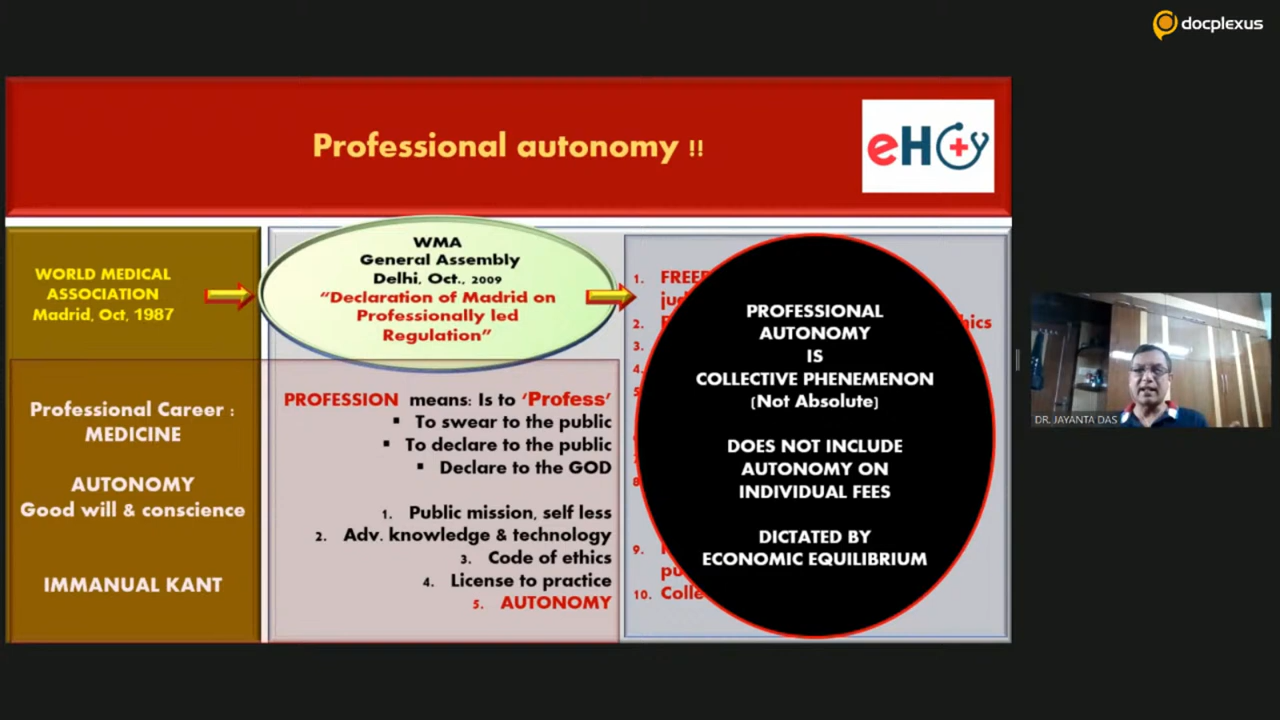 docplexus
Professional autonomy !!
eH
WORLD MEDICAL
ASSOCIATION
Madrid, Oct, 1987
WMA
General Assembly
Delhi, Oct., 2009
“Declaration of Madrid on
Professionally led
Regulation”
Professional Career :
MEDICINE
AUTONOMY
Good will & conscience
IMMANUAL KANT
PROFESSION means: Is to ‘Profess’
▪ To swear to the public
▪ To declare to the public
▪ Declare to the GOD
1. Public mission, self less
2. Adv. knowledge & technology
3. Code of ethics
4. License to practice
5. AUTONOMY
1.
2.
3.
4.
8
9.
10. Colle
PROFESSIONAL
AUTONOMY
IS
COLLECTIVE PHENEMENON
(Not Absolute)
DOES NOT INCLUDE
AUTONOMY ON
INDIVIDUAL FEES
DICTATED BY
ECONOMIC EQUILIBRIUM
DR. JAYANTA DAS